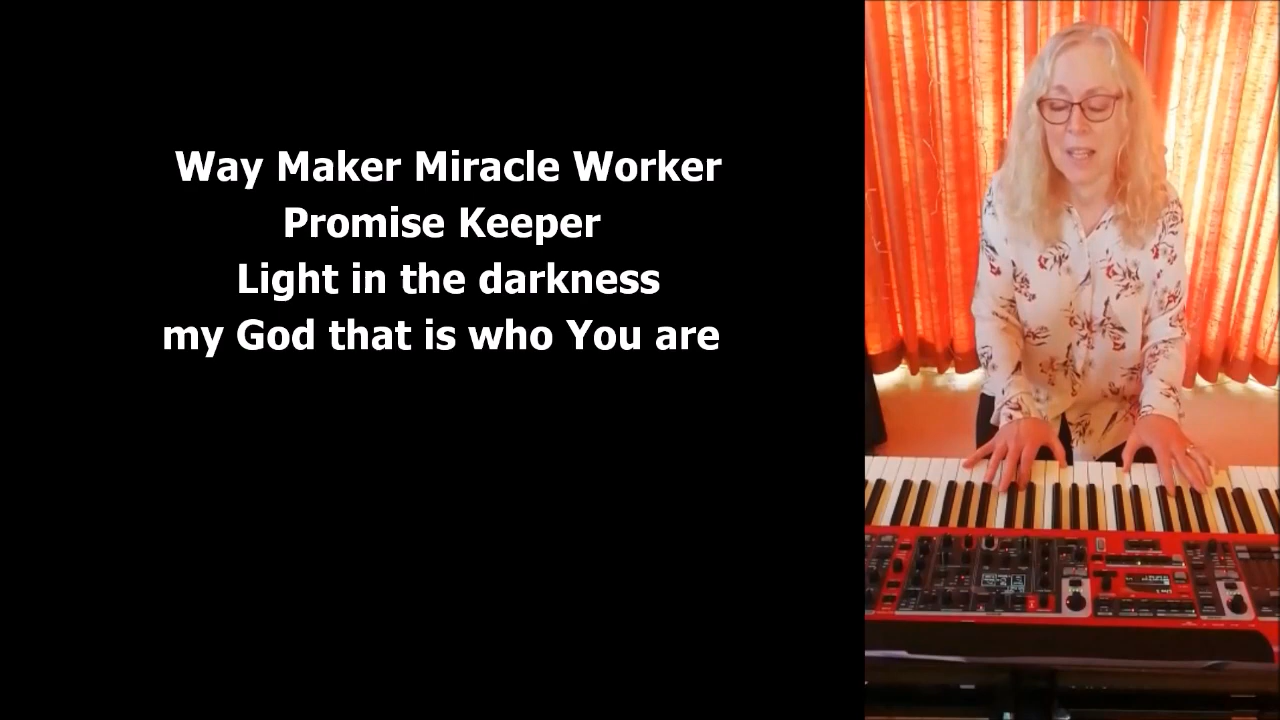 Way Maker Miracle Worker
Promise Keeper
Light in the darkness
my God that is who You are